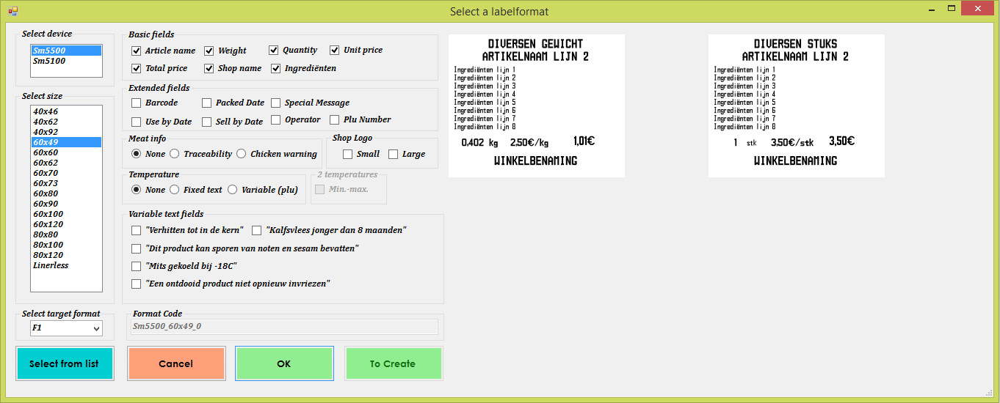 Select a labelformat
Select device
Sm5500
Sm5100
Select size
40x46
40x62
40x92
60x49
60x60
60x62
60x70
60x73
60x80
60x90
60x100
60x120
80x80
80x100
80x120
Linerless
Select target format
F1
Select from list
Basic fields
Article name Weight Quantity Unit price
Total price Shop name Ingrediënten
Extended fields
Barcode Packed Date Special Message
Use by Date Sell by Date Operator Plu Number
Meat info
None Traceability Chicken warning
Shop Logo
Small Large
Temperature
None Fixed text Variable (plu)
2 temperatures
Min.-max.
Variable text fields
"Verhitten tot in de kern" "Kalfsvlees jonger dan 8 maanden"
"Dit product kan sporen van noten en sesam bevatten"
"Mits gekoeld bij -18C"
"Een ontdooid product niet opnieuw invriezen"
Format Code
Sm5500_60x49_0
Cancel OK To Create
DIVERSEN GEWICHT
ARTIKELNAAM LIJN 2
Ingrediënten lijn 1
Ingrediënten lijn 2
Ingrediënten lijn 3
Ingrediënten lijn 4
Ingrediënten lijn 5
Ingrediënten lijn 6
Ingrediënten lijn 7
Ingrediënten lijn 8
0,402 kg 2,50€/kg 1,01€
WINKELBENAMING
DIVERSEN STUKS
ARTIKELNAAM LIJN 2
Ingrediënten lijn 1
Ingrediënten lijn 2
Ingrediënten lijn 3
Ingrediënten lijn 4
Ingrediënten lijn 5
Ingrediënten lijn 6
Ingrediënten lijn 7
Ingrediënten lijn 8
1 stk 3,50€/stk 3,50€
WINKELBENAMING